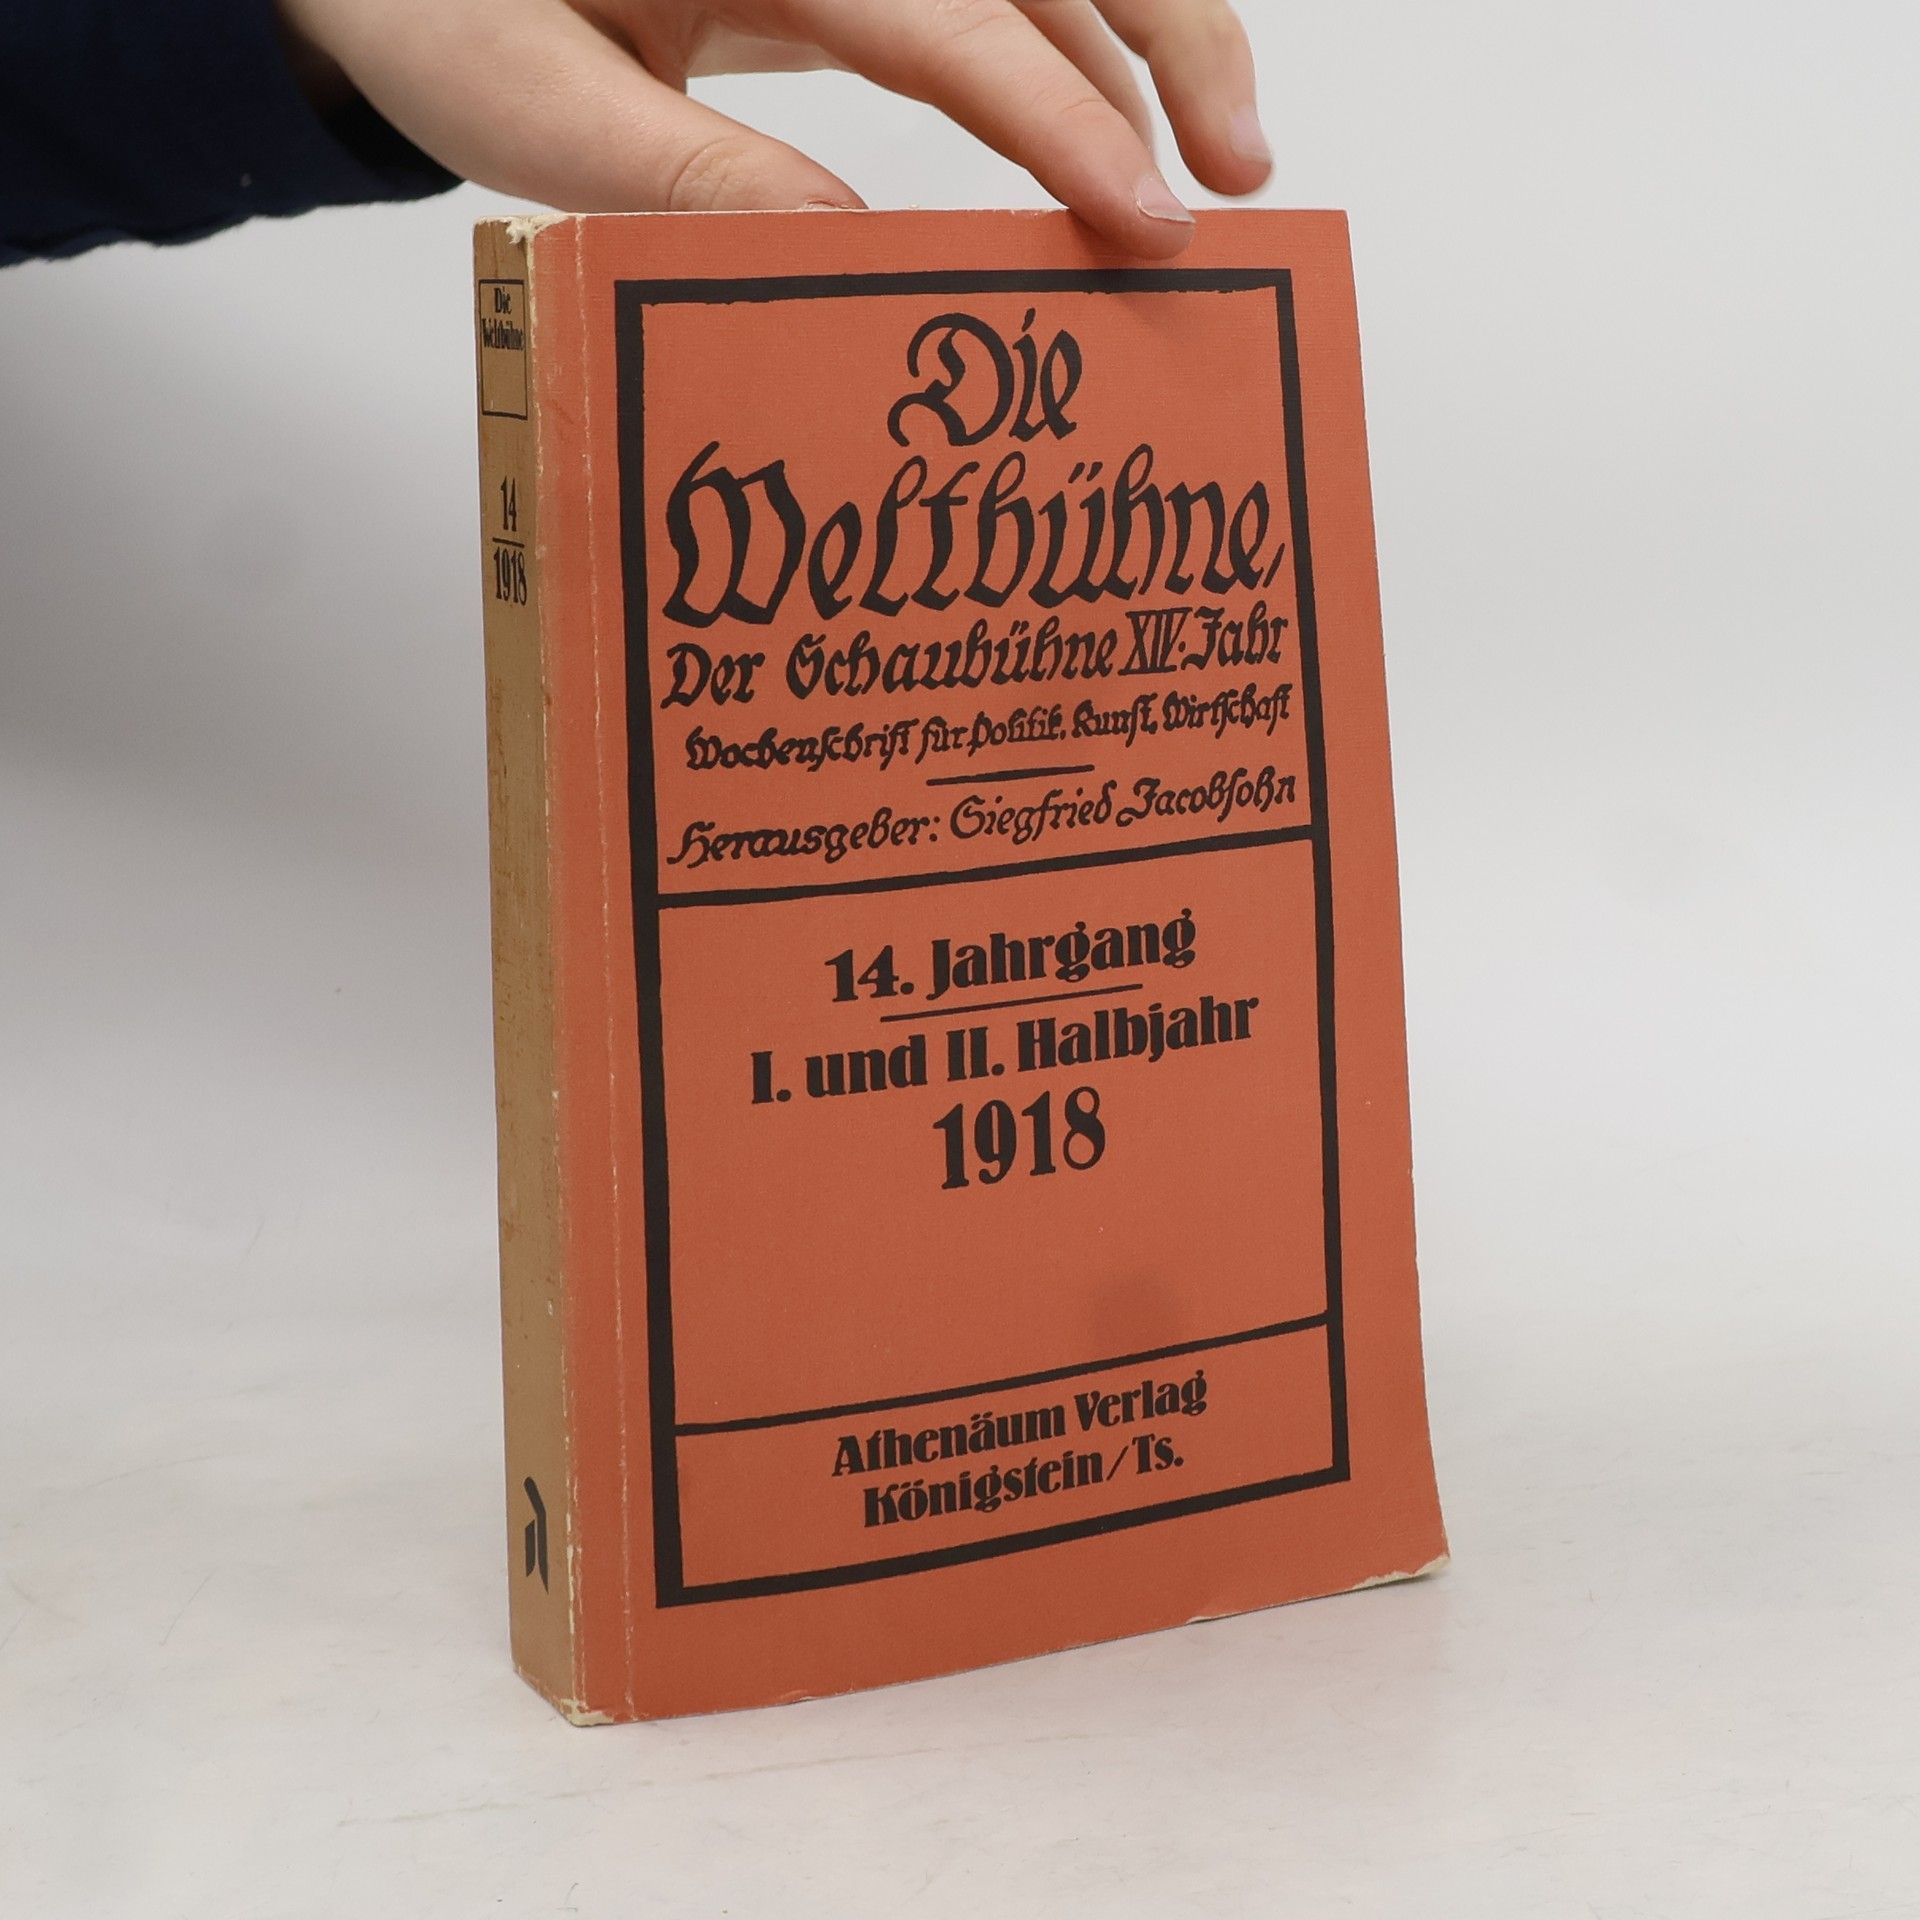 Die
Weltbühne
14
1918
Die
Weltbühne,
Der Schaubühne XIV. Jahr
Wochenschrift für Politik, Kunst, Wirtschaft
Herausgeber: Siegfried Jacobsohn
14. Jahrgang
I. und II. Halbjahr
1918
Athenäum Verlag
Königstein/Ts.